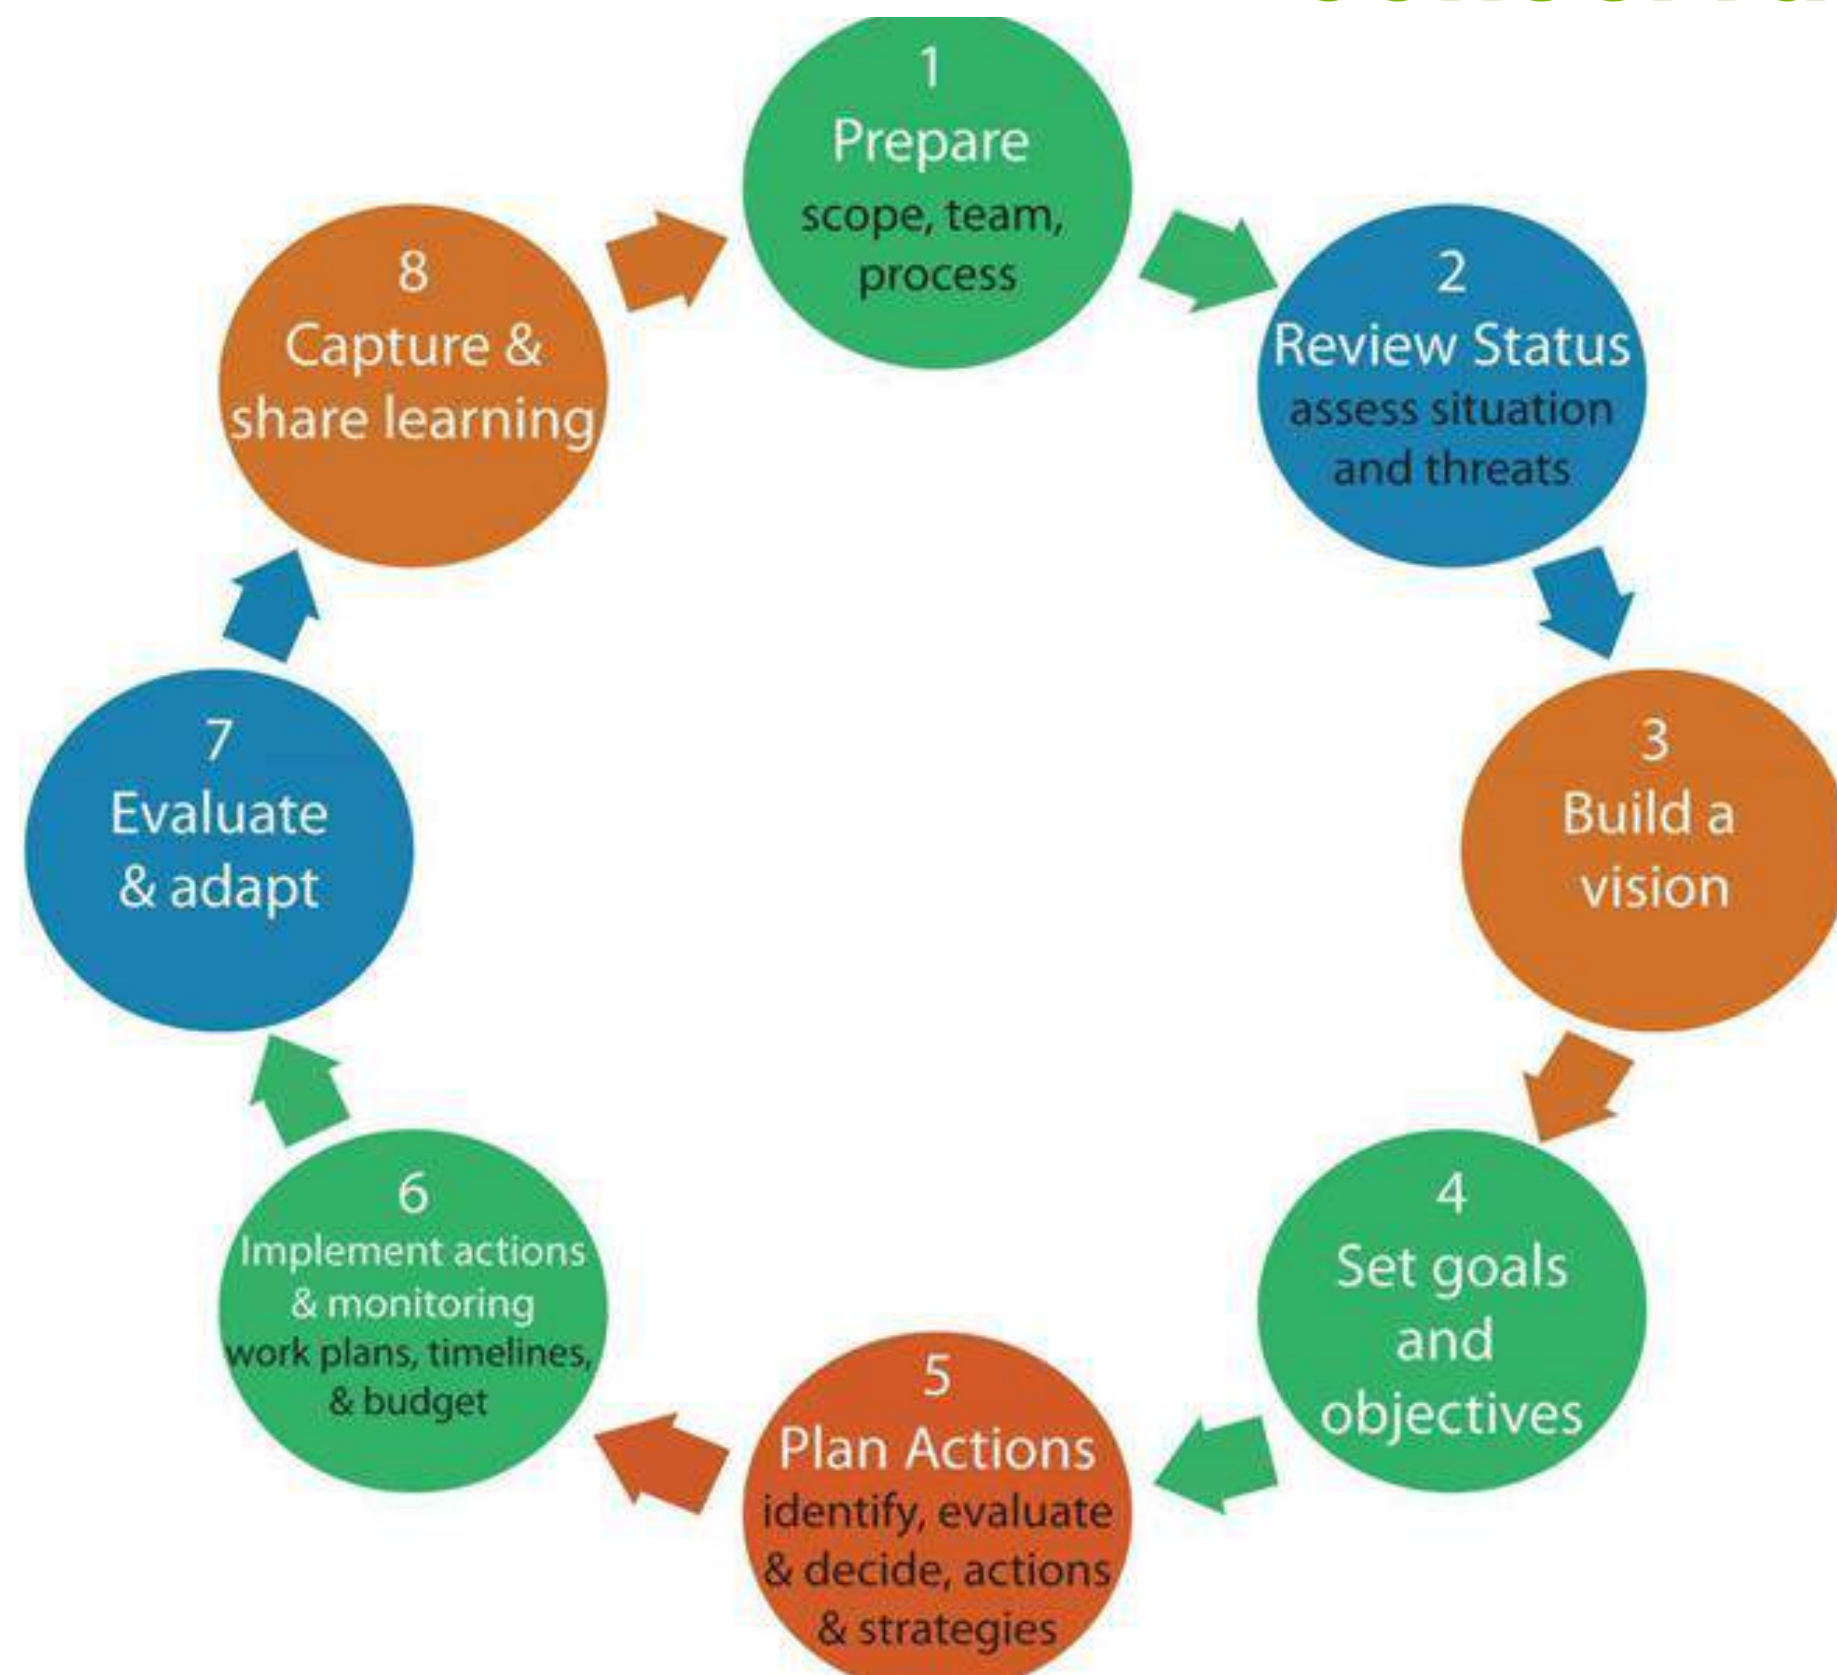 1
Prepare
scope, team,
process
2
Review Status
assess situation
and threats
3
Build a
vision
4
Set goals
and
objectives
5
Plan Actions
identify, evaluate
& decide, actions
& strategies
6
Implement actions
& monitoring
work plans, timelines,
& budget
7
Evaluate
& adapt
8
Capture &
share learning